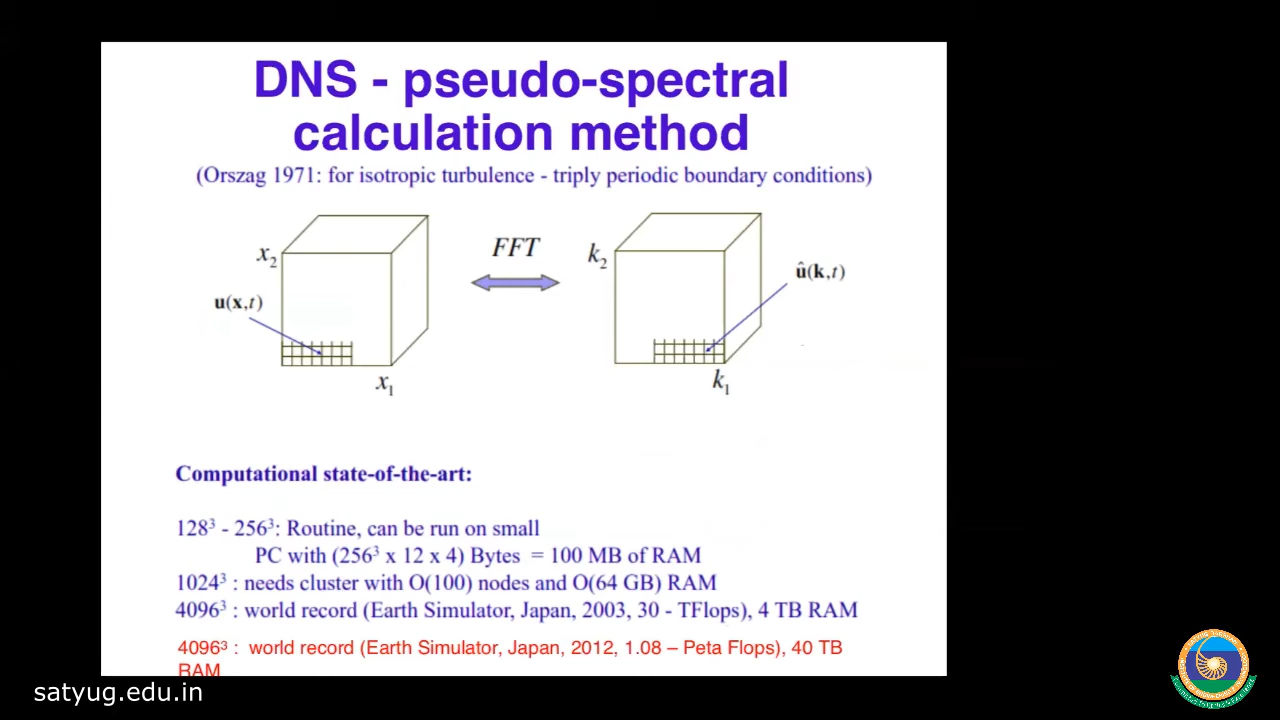 DNS - pseudo-spectral
calculation method
(Orszag 1971: for isotropic turbulence - triply periodic boundary conditions)
x₂
FFT
k₂
û(k,t)
u(x,t)
x₁
k₁
Computational state-of-the-art:
128³ - 256³: Routine, can be run on small
PC with (256³ x 12 x 4) Bytes = 100 MB of RAM
1024³ : needs cluster with O(100) nodes and O(64 GB) RAM
4096³ : world record (Earth Simulator, Japan, 2003, 30 - TFlops), 4 TB RAM
4096³ : world record (Earth Simulator, Japan, 2012, 1.08 – Peta Flops), 40 TB
RAM
satyug.edu.in